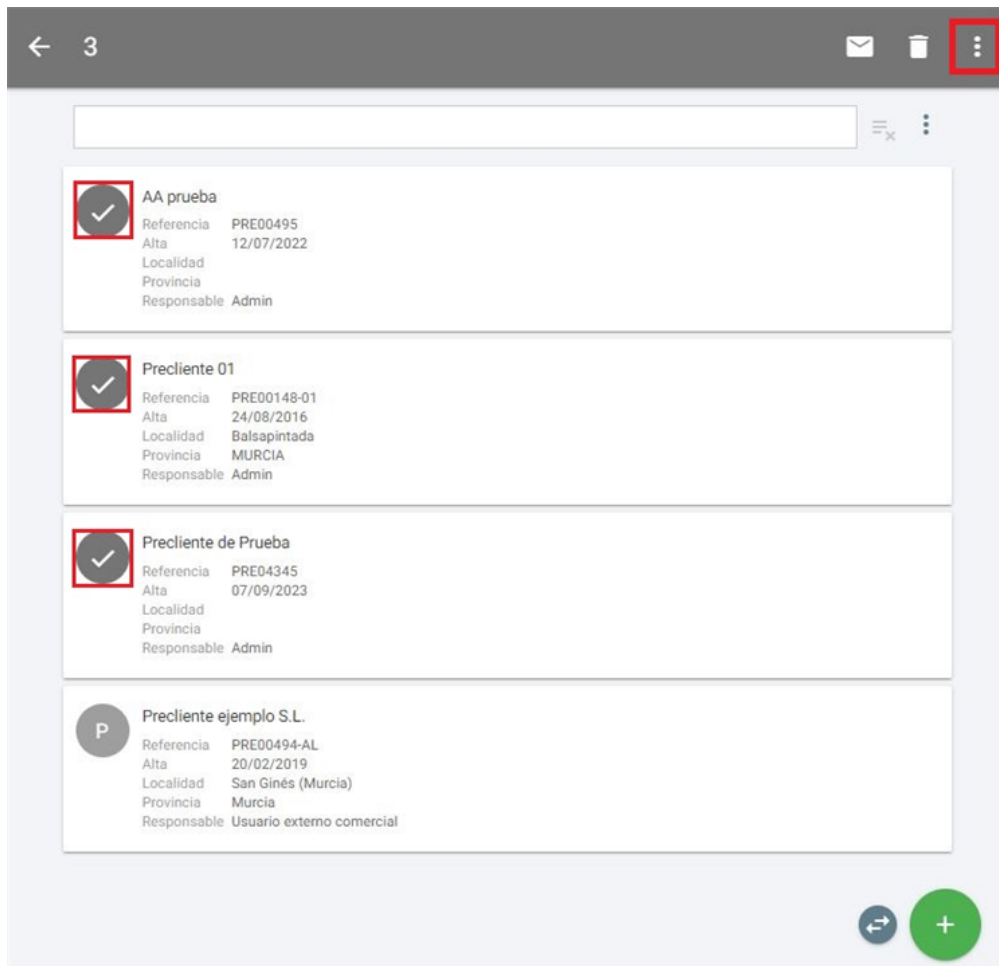 3
AA prueba
Referencia PRE00495
Alta 12/07/2022
Localidad
Provincia
Responsable Admin
Precliente 01
Referencia PRE00148-01
Alta 24/08/2016
Localidad Balsapintada
Provincia MURCIA
Responsable Admin
Precliente de Prueba
Referencia PRE04345
Alta 07/09/2023
Localidad
Provincia
Responsable Admin
P
Precliente ejemplo S.L.
Referencia PRE00494-AL
Alta 20/02/2019
Localidad San Ginés (Murcia)
Provincia Murcia
Responsable Usuario externo comercial